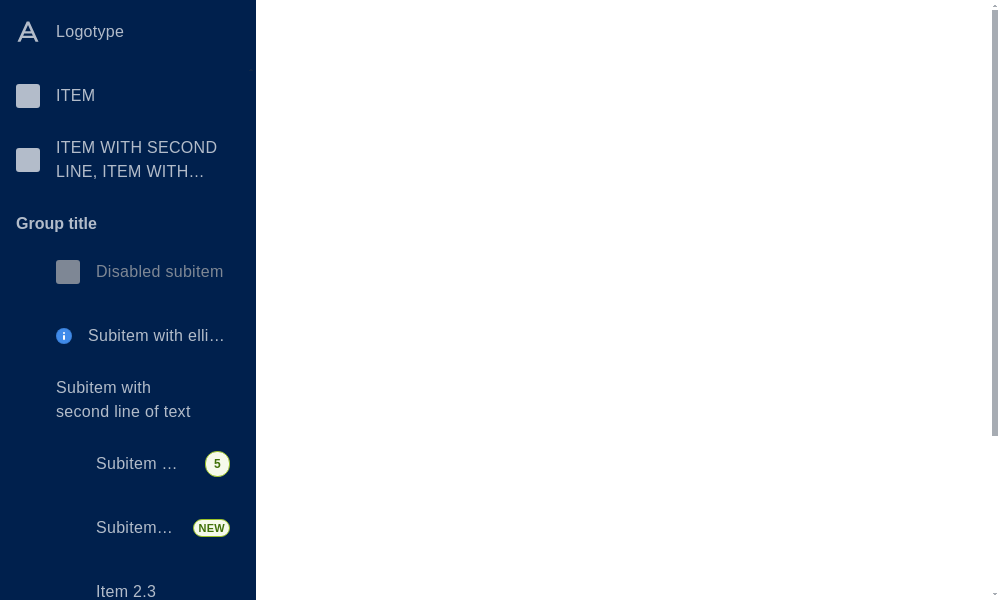 Logotype
ITEM
ITEM WITH SECOND
LINE, ITEM WITH…
Group title
Disabled subitem
Subitem with elli…
Subitem with
second line of text
Subitem … 5
Subitem… NEW
Item 2.3